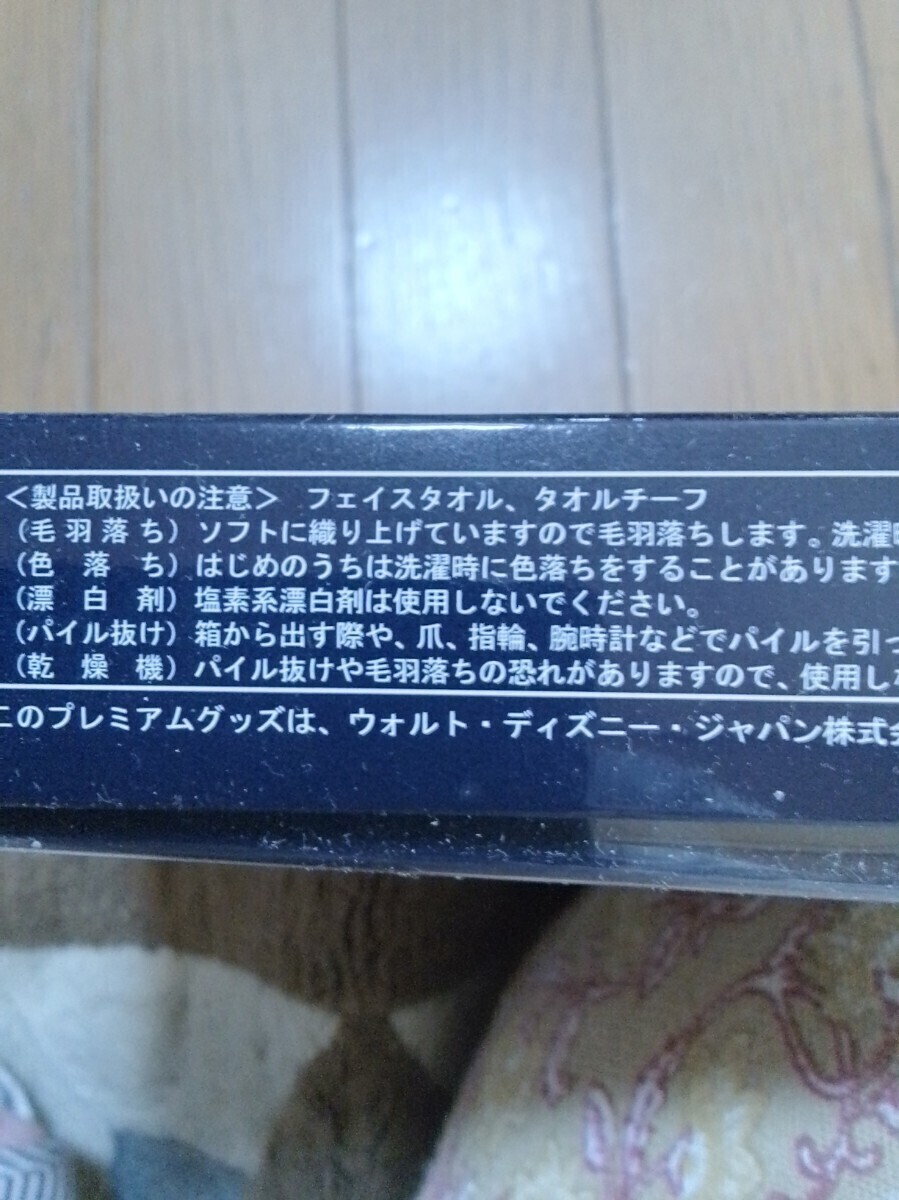 ＜製品取扱いの注意＞　フェイスタオル、タオルチーフ
（毛羽落ち）ソフトに織り上げていますので毛羽落ちします。洗濯
（色落ち）はじめのうちは洗濯時に色落ちをすることがあります
（漂白剤）塩素系漂白剤は使用しないでください。
（パイル抜け）箱から出す際や、爪、指輪、腕時計などでパイルを引っ
（乾燥機）パイル抜けや毛羽落ちの恐れがありますので、使用し
このプレミアムグッズは、ウォルト・ディズニー・ジャパン株式